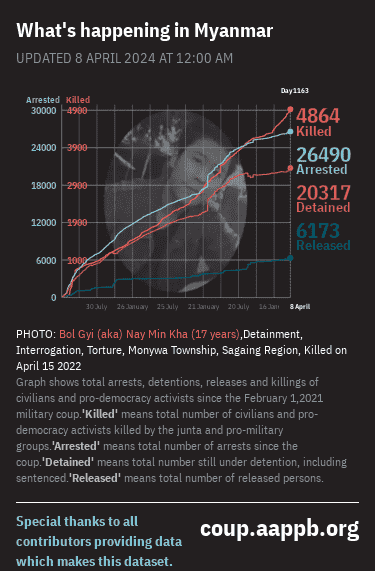 What's happening in Myanmar
UPDATED 8 APRIL 2024 AT 12:00 AM
Day1163
Arrested Killed
30000 4900
24000 3900
18000 2900
12000 1900
6000 1000
0
4864
Killed
26490
Arrested
20317
Detained
6173
Released
30 July 26 January 25 July 21 January 20 July 16 Jan 8 April
PHOTO: Bol Gyi (aka) Nay Min Kha (17 years),Detainment,
Interrogation, Torture, Monywa Township, Sagaing Region, Killed on
April 15 2022
Graph shows total arrests, detentions, releases and killings of
civilians and pro-democracy activists since the February 1,2021
military coup.'Killed' means total number of civilians and pro-
democracy activists killed by the junta and pro-military
groups.'Arrested' means total number of arrests since the
coup.'Detained' means total number still under detention, including
sentenced.'Released' means total number of released persons.
Special thanks to all
contributors providing data
which makes this dataset.
coup.aappb.org